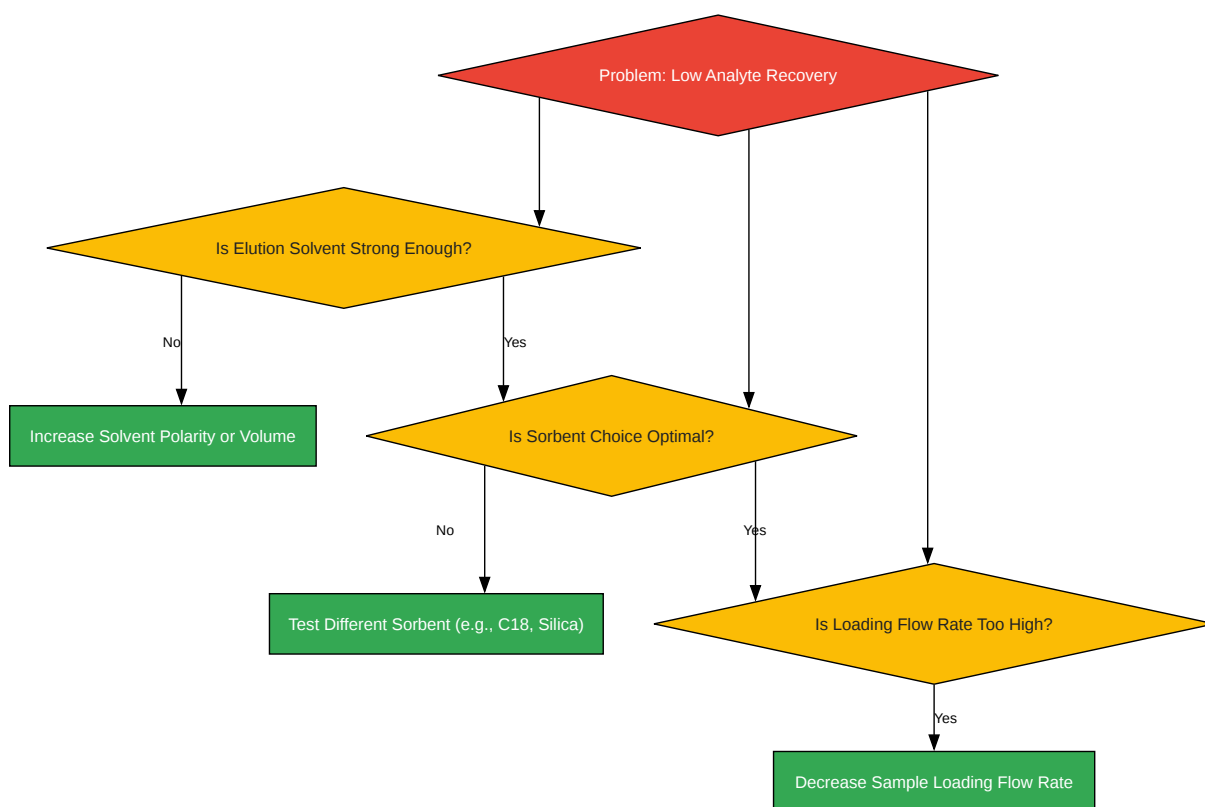 Problem: Low Analyte Recovery
Is Elution Solvent Strong Enough?
No
Yes
Increase Solvent Polarity or Volume
Is Sorbent Choice Optimal?
No
Yes
Test Different Sorbent (e.g., C18, Silica)
Is Loading Flow Rate Too High?
Yes
Decrease Sample Loading Flow Rate